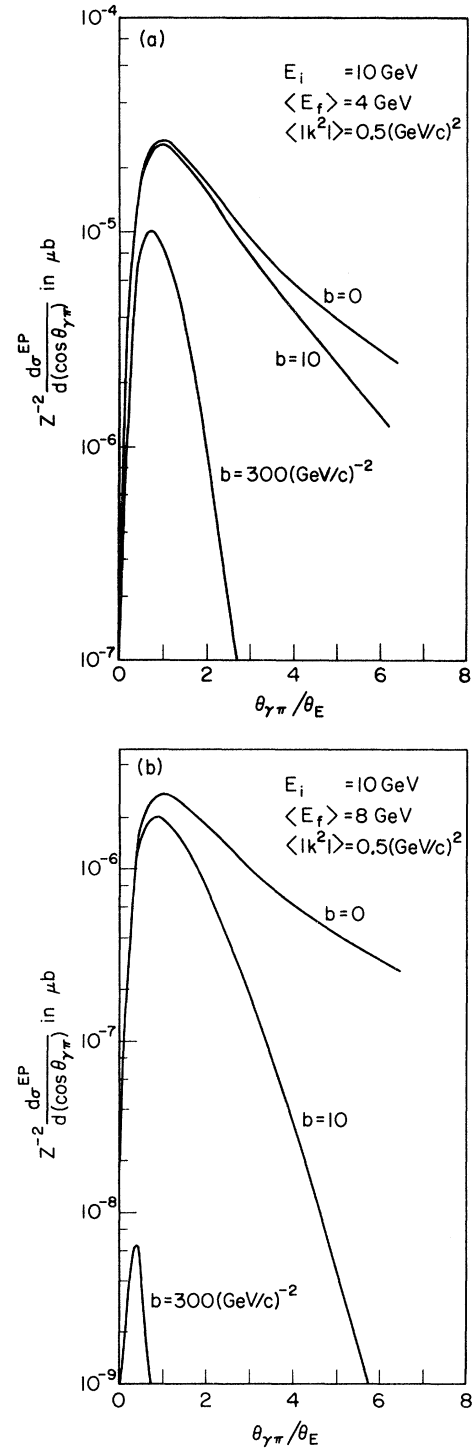 (a)
E_i = 10 GeV
⟨E_f⟩ = 4 GeV
⟨|k²|⟩ = 0.5 (GeV/c)²
10⁻⁴
10⁻⁵
10⁻⁶
10⁻⁷
Z⁻² dσ^EP / d(cos θ_γπ) in μb
b = 0
b = 10
b = 300 (GeV/c)⁻²
0 2 4 6 8
θ_γπ / θ_E
(b)
E_i = 10 GeV
⟨E_f⟩ = 8 GeV
⟨|k²|⟩ = 0.5 (GeV/c)²
10⁻⁶
10⁻⁷
10⁻⁸
10⁻⁹
Z⁻² dσ^EP / d(cos θ_γπ) in μb
b = 0
b = 10
b = 300 (GeV/c)⁻²
0 2 4 6 8
θ_γπ / θ_E